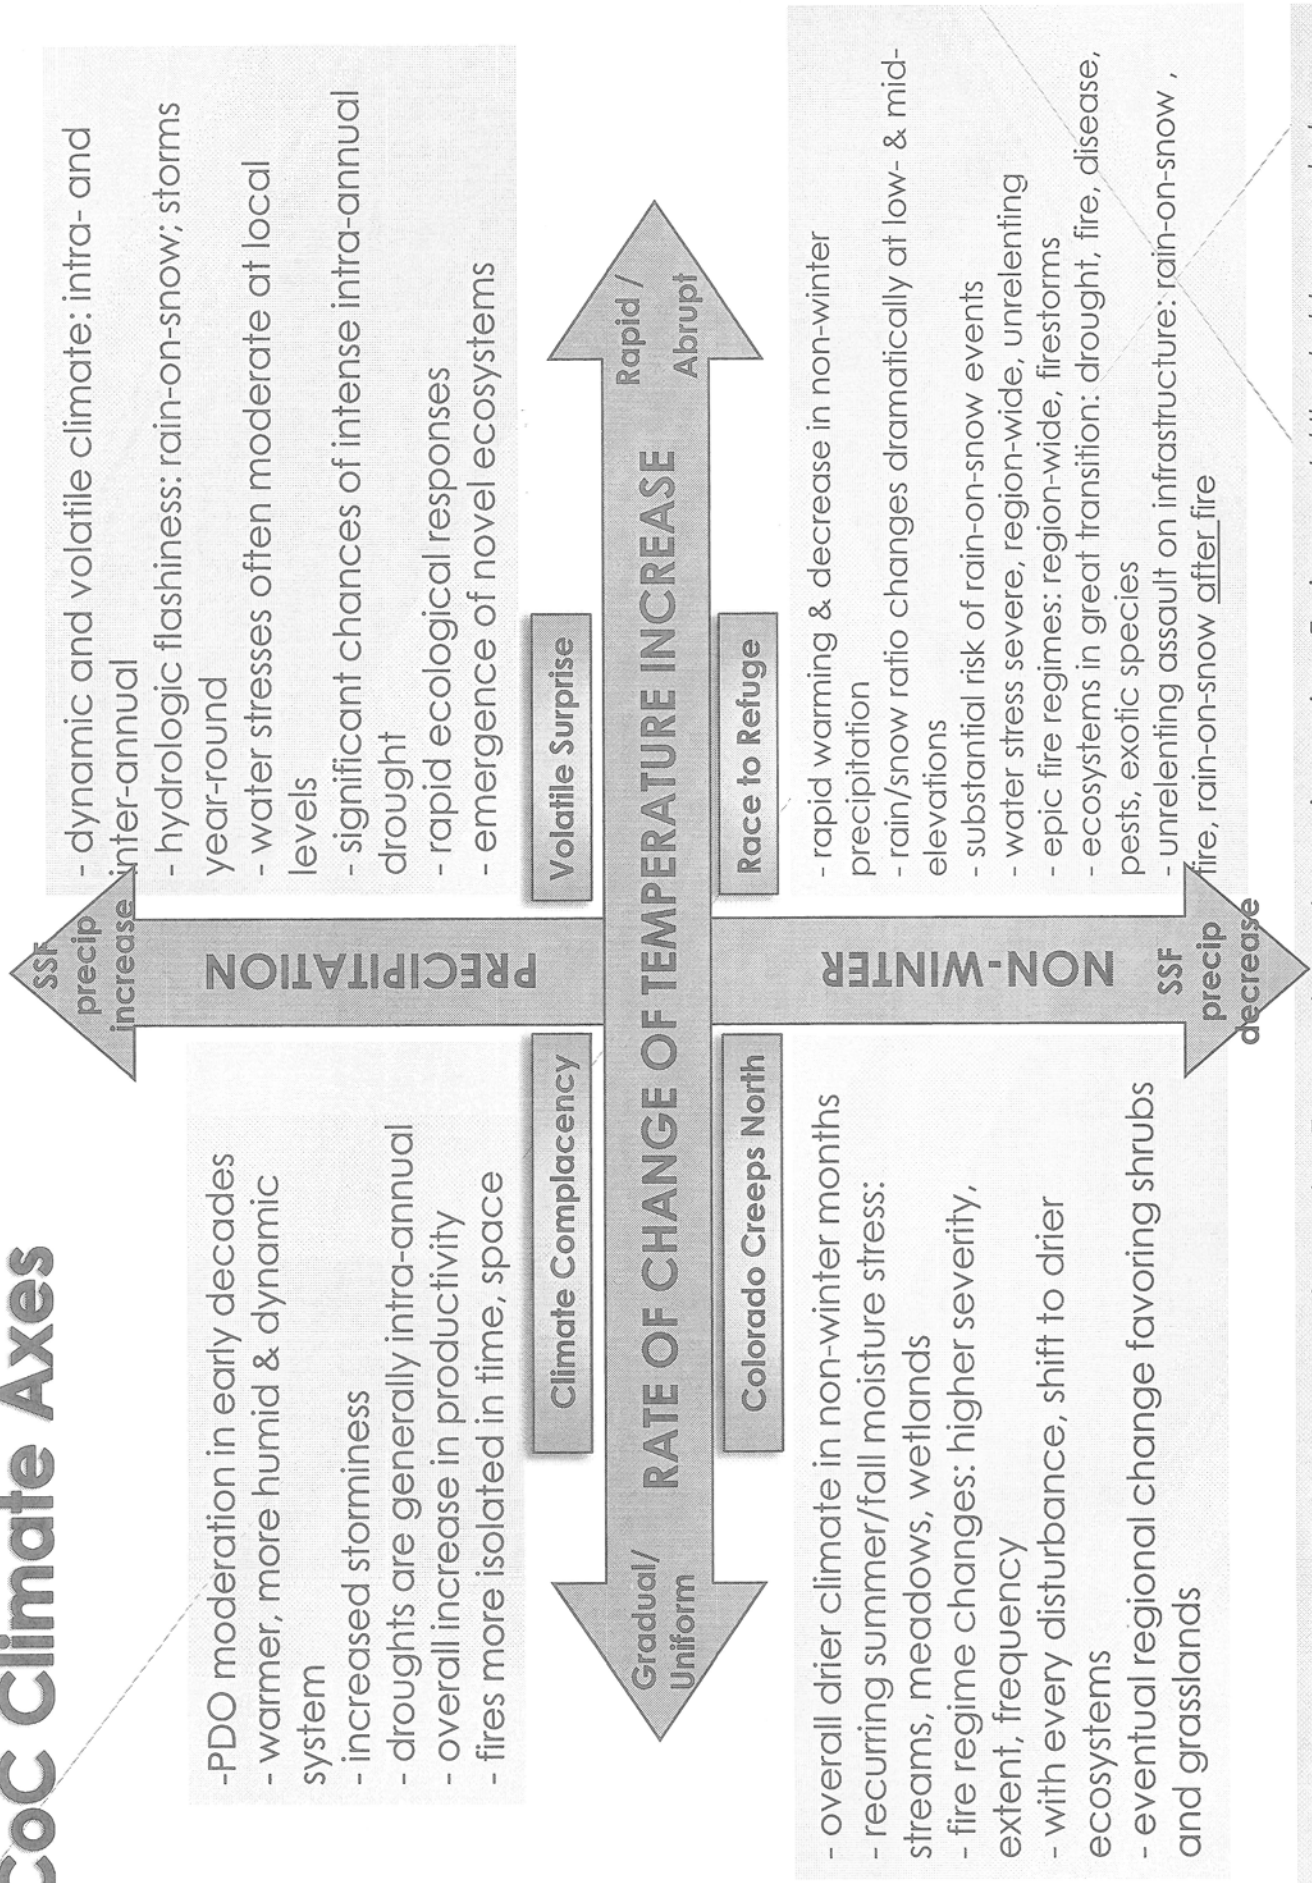 CoC Climate Axes
-PDO moderation in early decades
- warmer, more humid & dynamic
system
- increased storminess
- droughts are generally intra-annual
- overall increase in productivity
- fires more isolated in time, space
SSF
precip
increase
- dynamic and volatile climate: intra- and
inter-annual
- hydrologic flashiness: rain-on-snow; storms
year-round
- water stresses often moderate at local
levels
- significant chances of intense intra-annual
drought
- rapid ecological responses
- emergence of novel ecosystems
PRECIPITATION
Climate Complacency
Volatile Surprise
Gradual/
Uniform
RATE OF CHANGE OF TEMPERATURE INCREASE
Rapid /
Abrupt
Colorado Creeps North
Race to Refuge
NON-WINTER
- overall drier climate in non-winter months
- recurring summer/fall moisture stress:
streams, meadows, wetlands
- fire regime changes: higher severity,
extent, frequency
- with every disturbance, shift to drier
ecosystems
- eventual regional change favoring shrubs
and grasslands
SSF
precip
decrease
- rapid warming & decrease in non-winter
precipitation
- rain/snow ratio changes dramatically at low- & mid-
elevations
- substantial risk of rain-on-snow events
- water stress severe, region-wide, unrelenting
- epic fire regimes: region-wide, firestorms
- ecosystems in great transition: drought, fire, disease,
pests, exotic species
- unrelenting assault on infrastructure: rain-on-snow ,
fire, rain-on-snow after fire